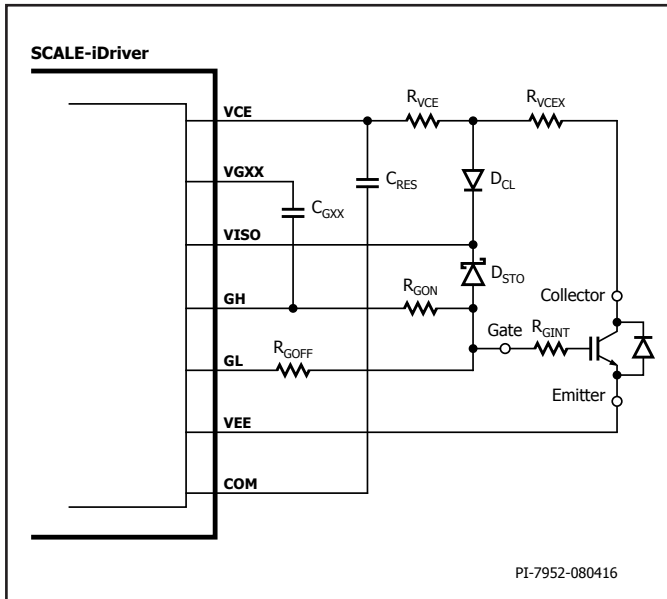 SCALE-iDriver
VCE
RVCE
RVCEX
VGXX
CGXX
CRES
DCL
VISO
DSTO
GH
RGON
Collector
Gate
RGINT
GL
RGOFF
Emitter
VEE
COM
PI-7952-080416